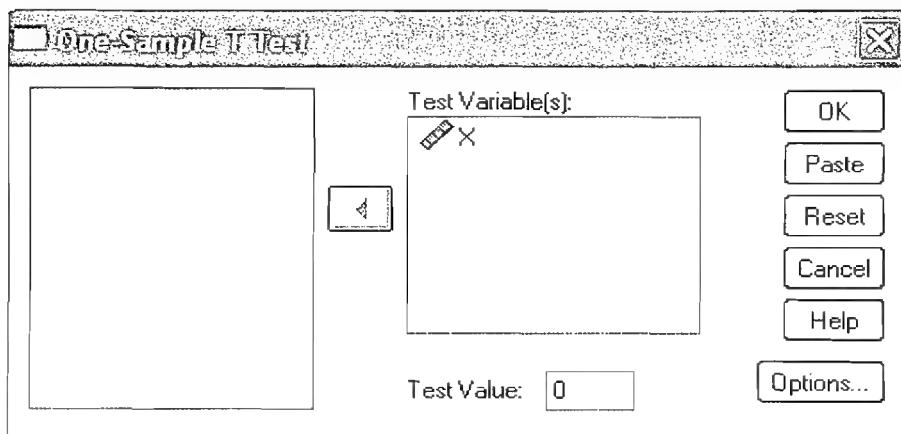 One-Sample T Test
Test Variable(s):
X
OK
Paste
Reset
Cancel
Help
Test Value: 0
Options...